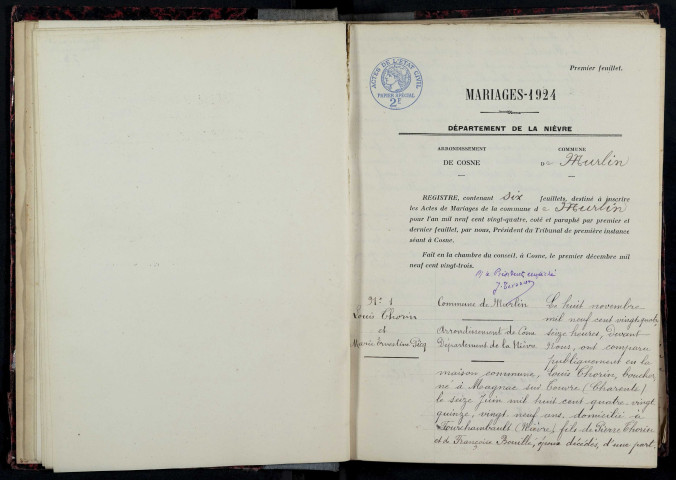 Premier feuillet.
ACTES DE L'ÉTAT CIVIL
PAPIER SPÉCIAL
2F
MARIAGES-1924
DÉPARTEMENT DE LA NIÈVRE
ARRONDISSEMENT
DE COSNE
COMMUNE
De Murlin
REGISTRE, contenant six feuillets, destiné à inscrire
les Actes de Mariages de la commune de Murlin
pour l'an mil neuf cent vingt-quatre, coté et paraphé par premier et
dernier feuillet, par nous, Président du Tribunal de première instance
séant à Cosne.
Fait en la chambre du conseil, à Cosne, le premier décembre mil
neuf cent vingt-trois.
Pr le Président empêché
N° 1
Louis Thorin
et
Marie Ernestine
Commune de Murlin
Arrondissement de Cosne
Département de la Nièvre
Le huit novembre
mil neuf cent vingt quatre
seize heures, devant
Nous, ont comparu
publiquement en la
maison commune, Louis Thorin, boucher,
né à Magnac sur Touvre (Charente)
le seize Juin mil huit cent quatre vingt
quinze, vingt neuf ans, domicilié à
Fourchambault (Nièvre), fils de Pierre Thorin
et de Françoise Bouille, époux décédés, d'une part,